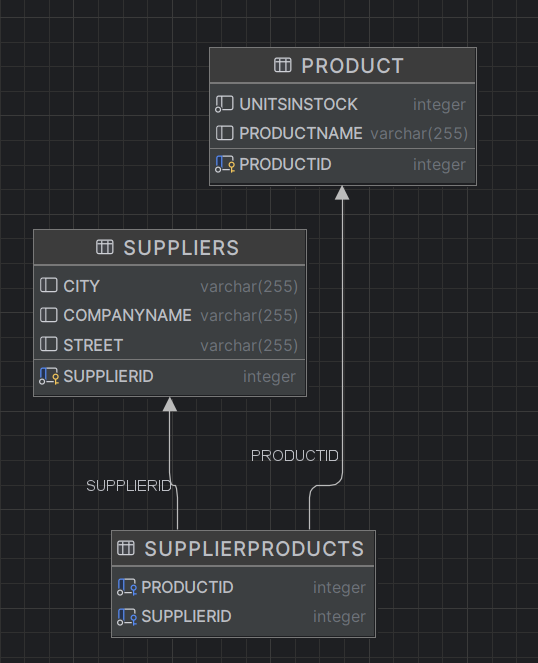 PRODUCT
UNITSINSTOCK integer
PRODUCTNAME varchar(255)
PRODUCTID integer
SUPPLIERS
CITY varchar(255)
COMPANYNAME varchar(255)
STREET varchar(255)
SUPPLIERID integer
PRODUCTID
SUPPLIERID
SUPPLIERPRODUCTS
PRODUCTID integer
SUPPLIERID integer